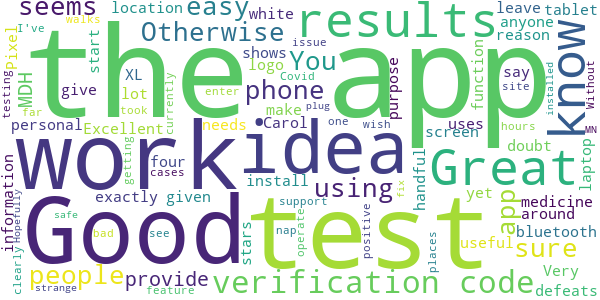 seems easy location white leave tablet
results
Otherwise anyone reason
I've walks start XL shows logo You issue
Pixel
the app
know
MDH give lot Covid phone purpose say site
testing far personal took needs make Carol function uses Without installed
currently enter plug one wish screen doubt hours MN
work idea
Great
Excellent install using handful yet laptop
information exactly four cases given getting fix app medicine around
Good test
sure
people provide stars support nap operate positive see places useful bluetooth
Hopefully clearly safe bad
strange feature verification code Very defeats